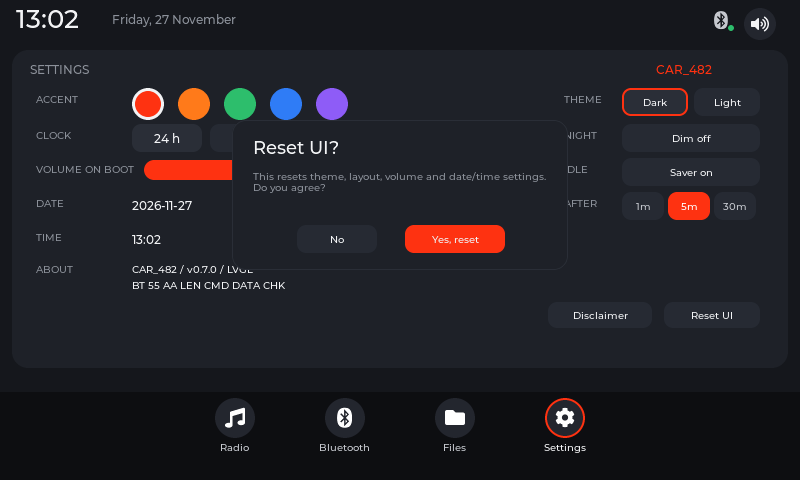 13:02 Friday, 27 November
SETTINGS CAR_482
ACCENT THEME Dark Light
CLOCK 24 h Dim off
Reset UI?
VOLUME ON BOOT Saver on
This resets theme, layout, volume and date/time settings.
Do you agree?
DATE 2026-11-27 AFTER 1m 5m 30m
TIME 13:02 No Yes, reset
ABOUT CAR_482 / v0.7.0 / LVGL
BT 55 AA LEN CMD DATA CHK
Disclaimer Reset UI
Radio Bluetooth Files Settings